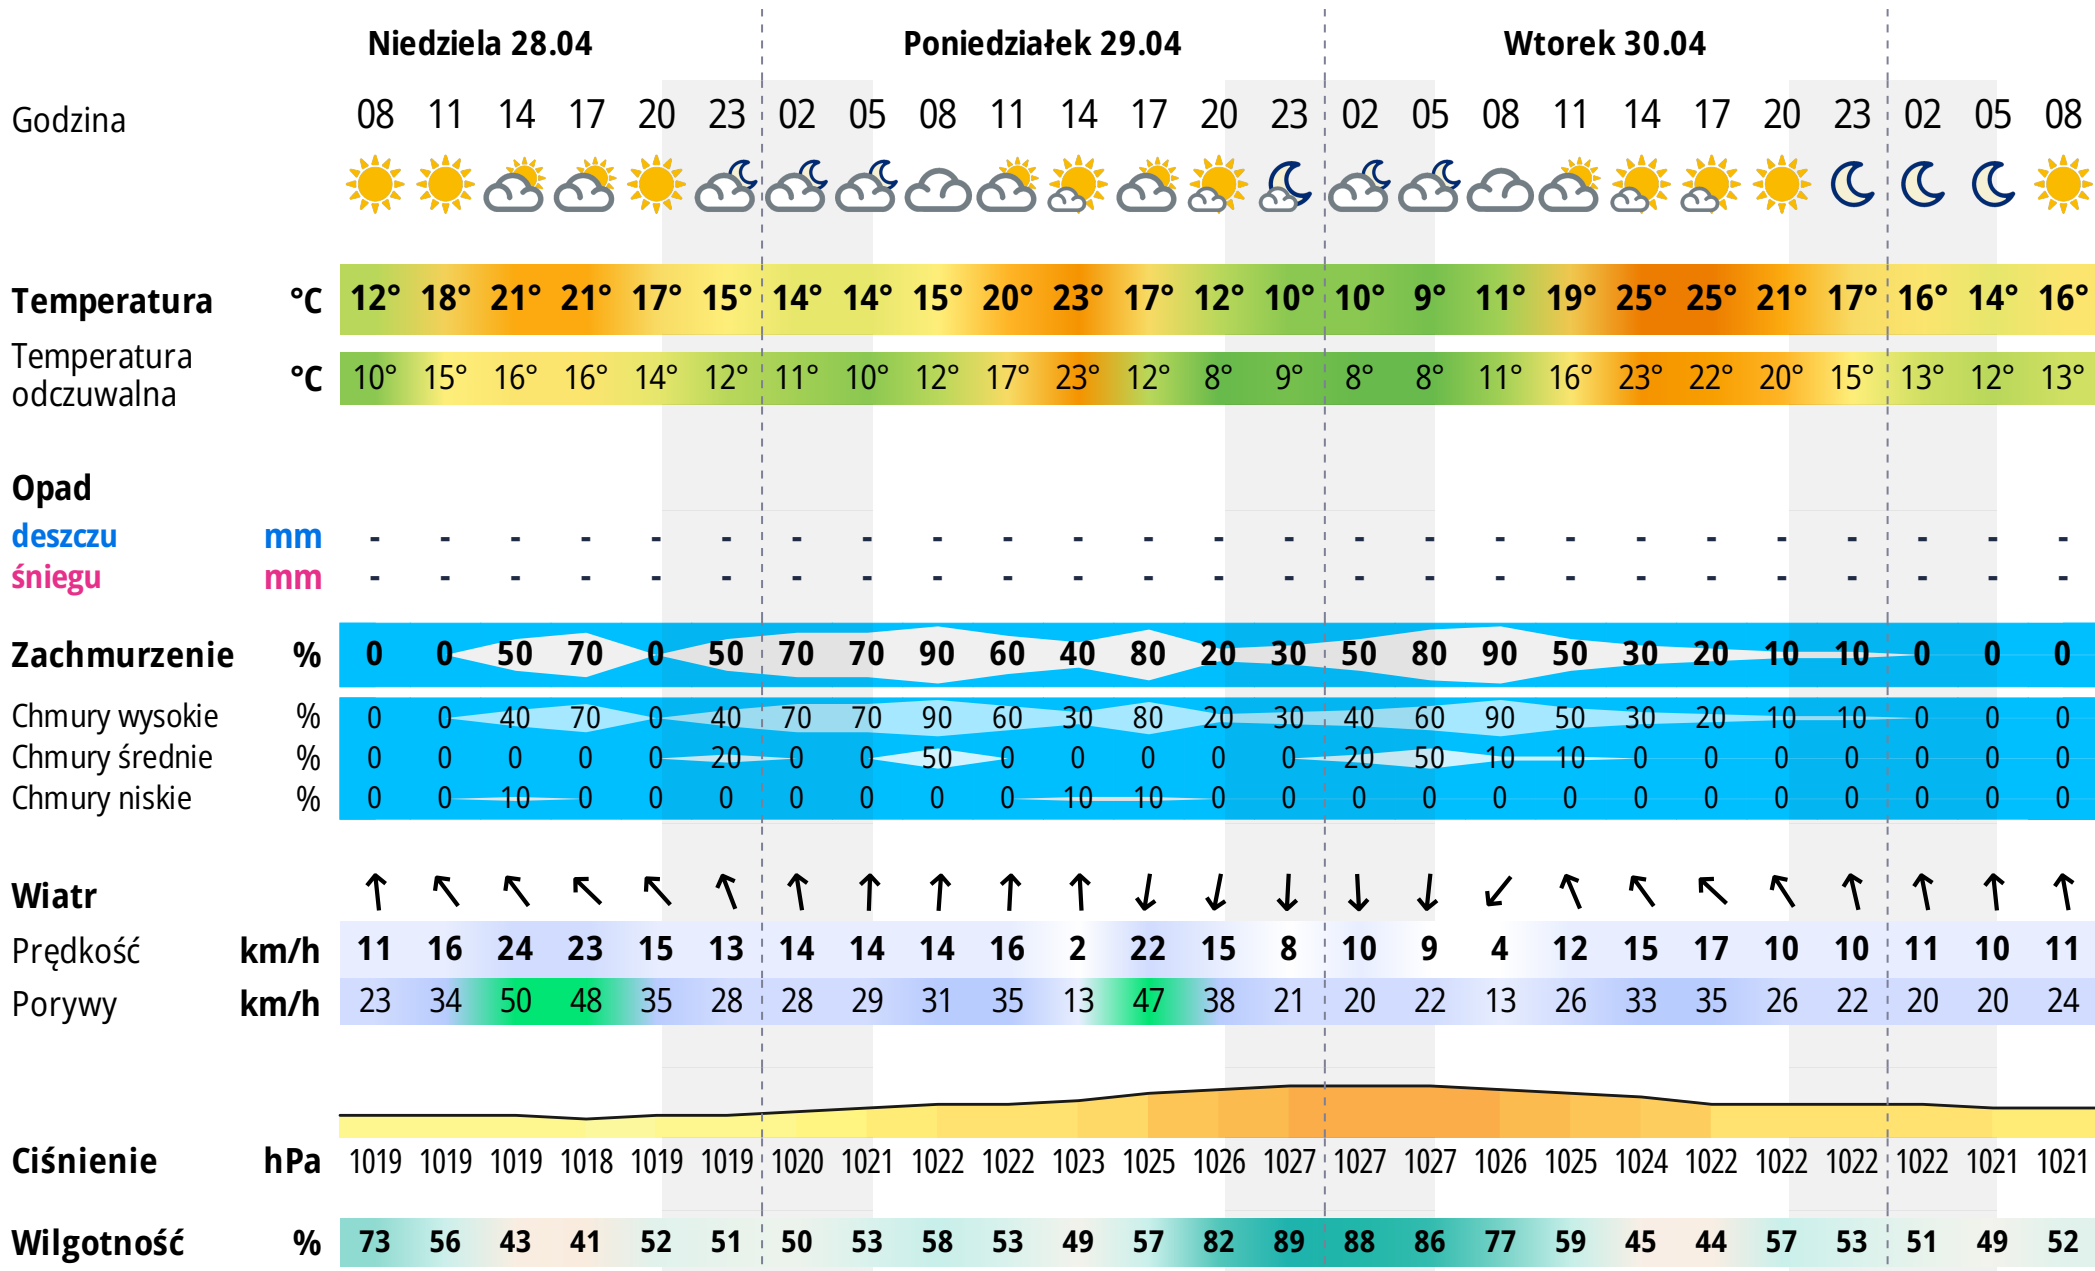 Niedziela 28.04 Poniedziałek 29.04 Wtorek 30.04
Godzina 08 11 14 17 20 23 02 05 08 11 14 17 20 23 02 05 08 11 14 17 20 23 02 05 08
Temperatura °C 12° 18° 21° 21° 17° 15° 14° 14° 15° 20° 23° 17° 12° 10° 10° 9° 11° 19° 25° 25° 21° 17° 16° 14° 16°
Temperatura
odczuwalna °C 10° 15° 16° 16° 14° 12° 11° 10° 12° 17° 23° 12° 8° 9° 8° 8° 11° 16° 23° 22° 20° 15° 13° 12° 13°
Opad
deszczu mm - - - - - - - - - - - - - - - - - - - - - - - - -
śniegu mm - - - - - - - - - - - - - - - - - - - - - - - - -
Zachmurzenie % 0 0 50 70 0 50 70 70 90 60 40 80 20 30 50 80 90 50 30 20 10 10 0 0 0
Chmury wysokie % 0 0 40 70 0 40 70 70 90 60 30 80 20 30 40 60 90 50 30 20 10 10 0 0 0
Chmury średnie % 0 0 0 0 0 20 0 0 50 0 0 0 0 0 20 50 10 10 0 0 0 0 0 0 0
Chmury niskie % 0 0 10 0 0 0 0 0 0 0 10 10 0 0 0 0 0 0 0 0 0 0 0 0 0
Wiatr
Prędkość km/h 11 16 24 23 15 13 14 14 14 16 2 22 15 8 10 9 4 12 15 17 10 10 11 10 11
Porywy km/h 23 34 50 48 35 28 28 29 31 35 13 47 38 21 20 22 13 26 33 35 26 22 20 20 24
Ciśnienie hPa 1019 1019 1019 1018 1019 1019 1020 1021 1022 1022 1023 1025 1026 1027 1027 1027 1026 1025 1024 1022 1022 1022 1022 1021 1021
Wilgotność % 73 56 43 41 52 51 50 53 58 53 49 57 82 89 88 86 77 59 45 44 57 53 51 49 52